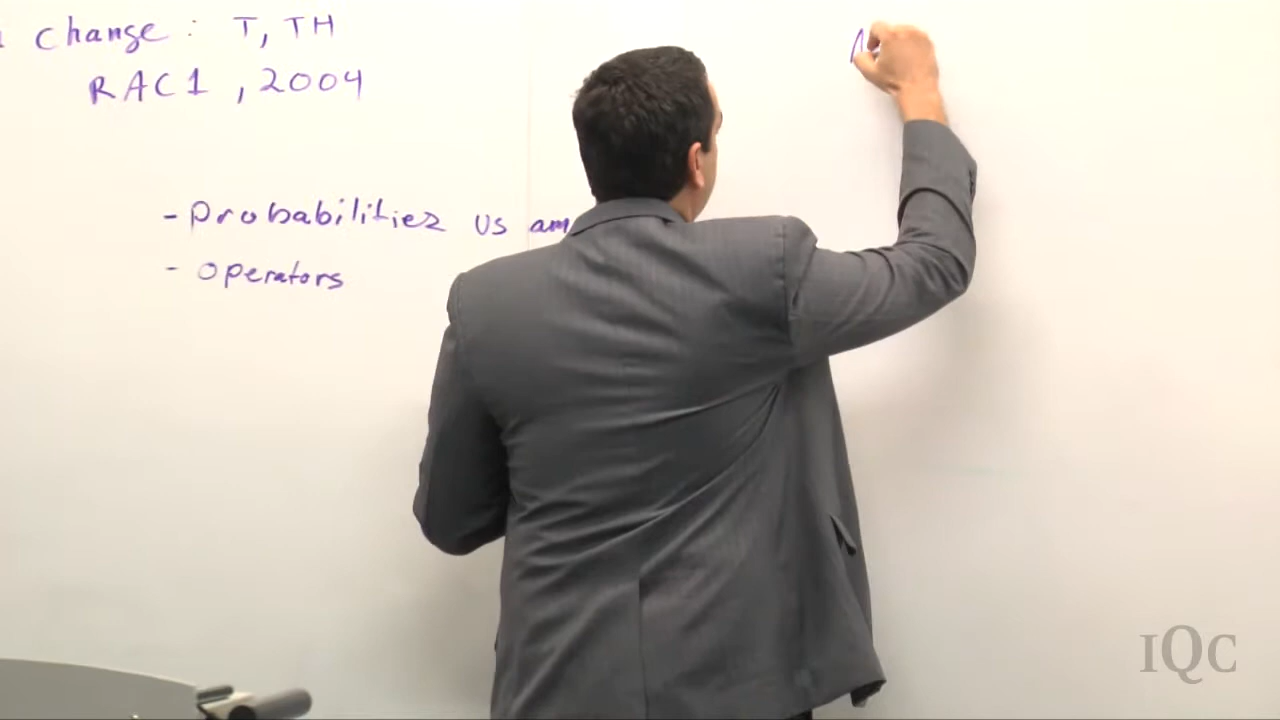 change: T, TH
RAC1, 2004
- probabilities vs am
- operators
IQC